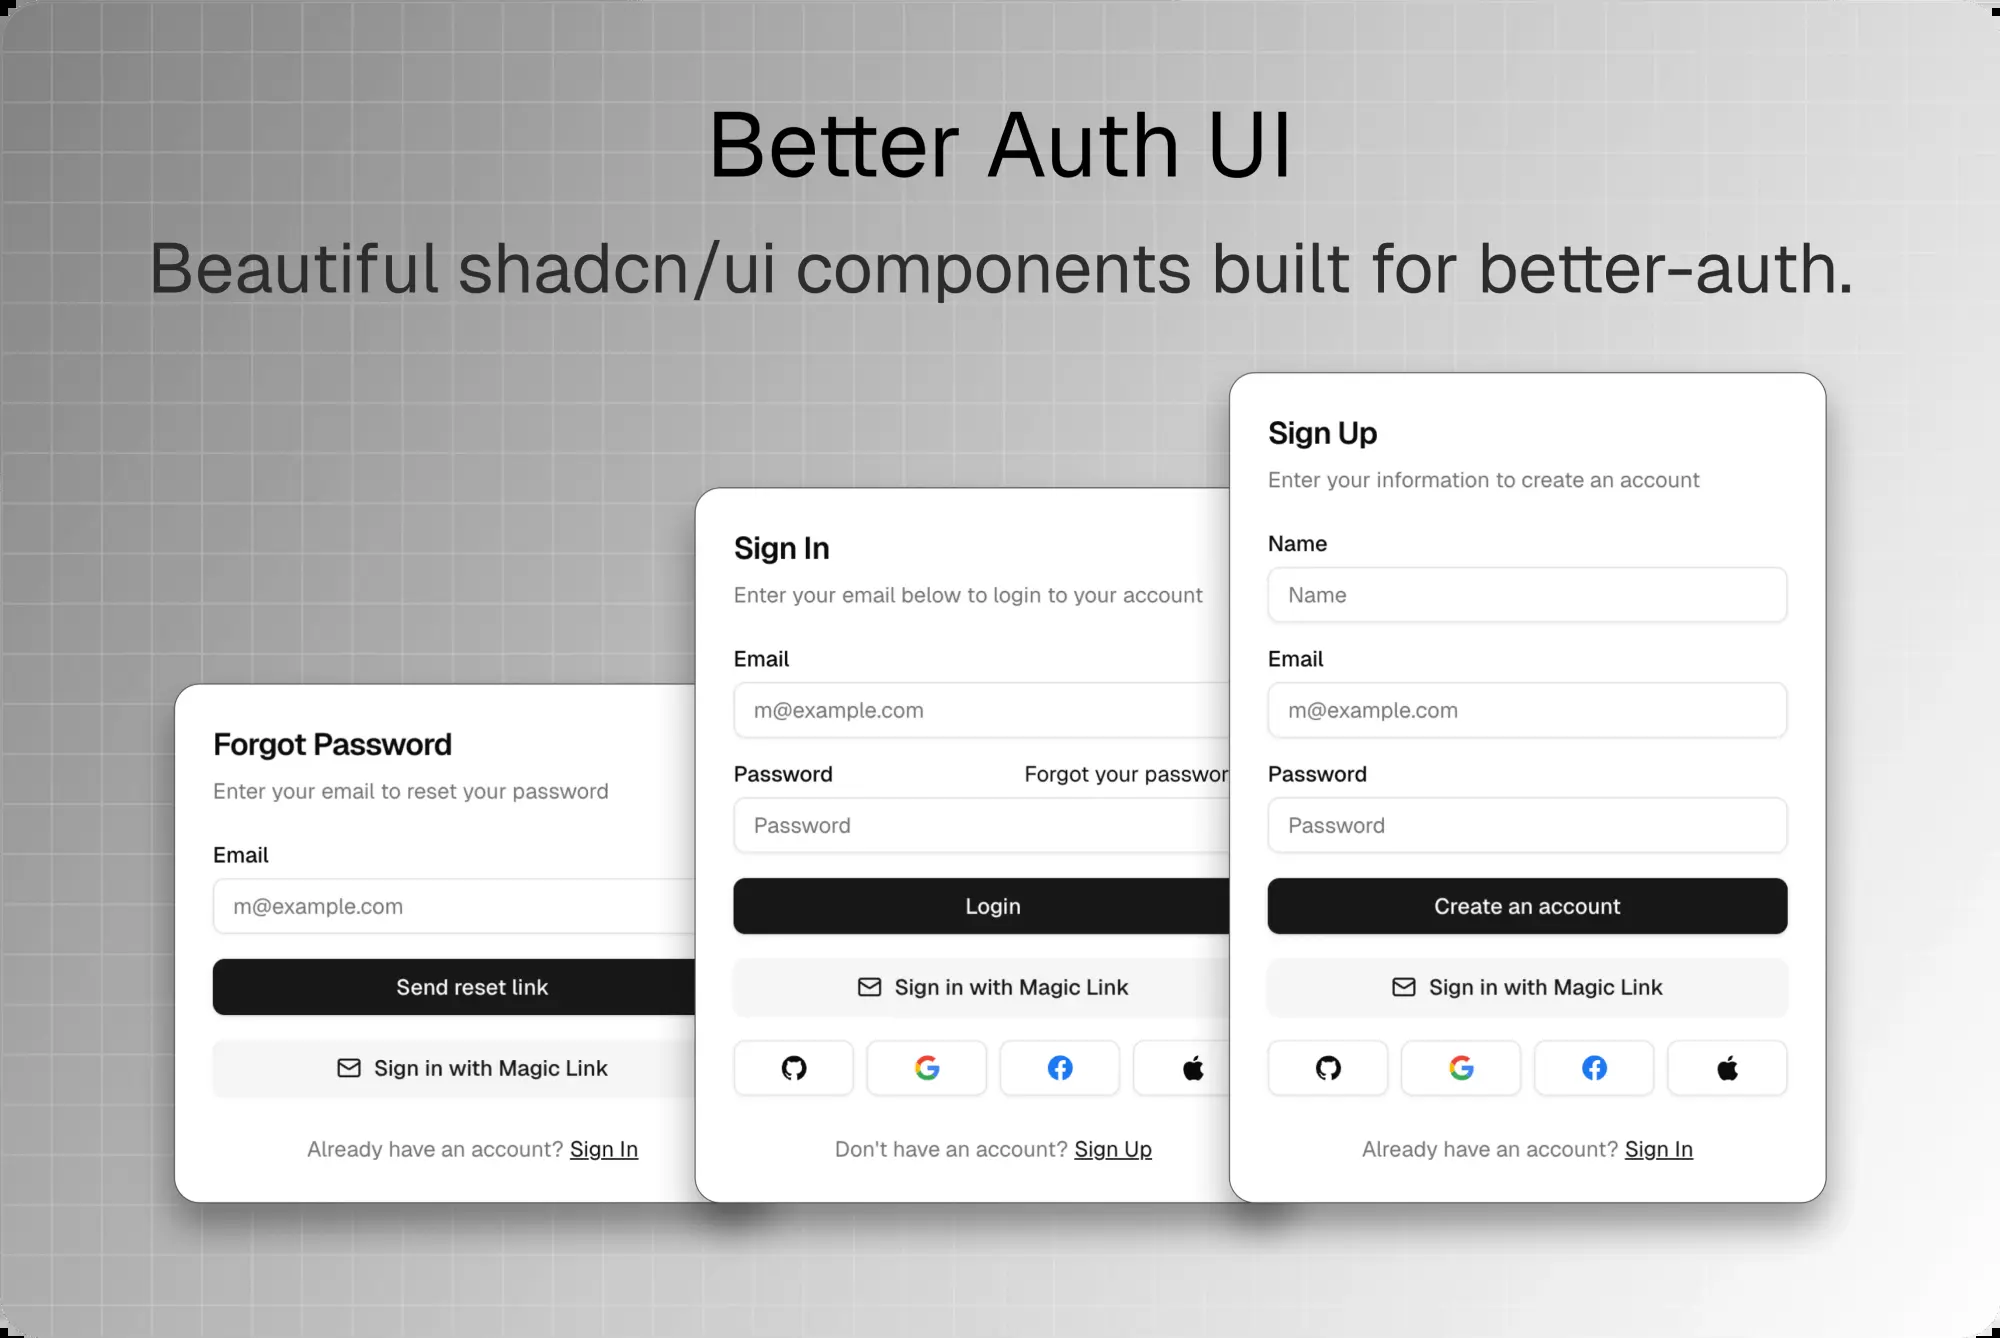 Better Auth UI
Beautiful shadcn/ui components built for better-auth.
Forgot Password
Enter your email to reset your password
Email
m@example.com
Send reset link
Sign in with Magic Link
Already have an account? Sign In
Sign In
Enter your email below to login to your account
Email
m@example.com
Password
Forgot your passwor
Password
Login
Sign in with Magic Link
Don't have an account? Sign Up
Sign Up
Enter your information to create an account
Name
Name
Email
m@example.com
Password
Password
Create an account
Sign in with Magic Link
Already have an account? Sign In